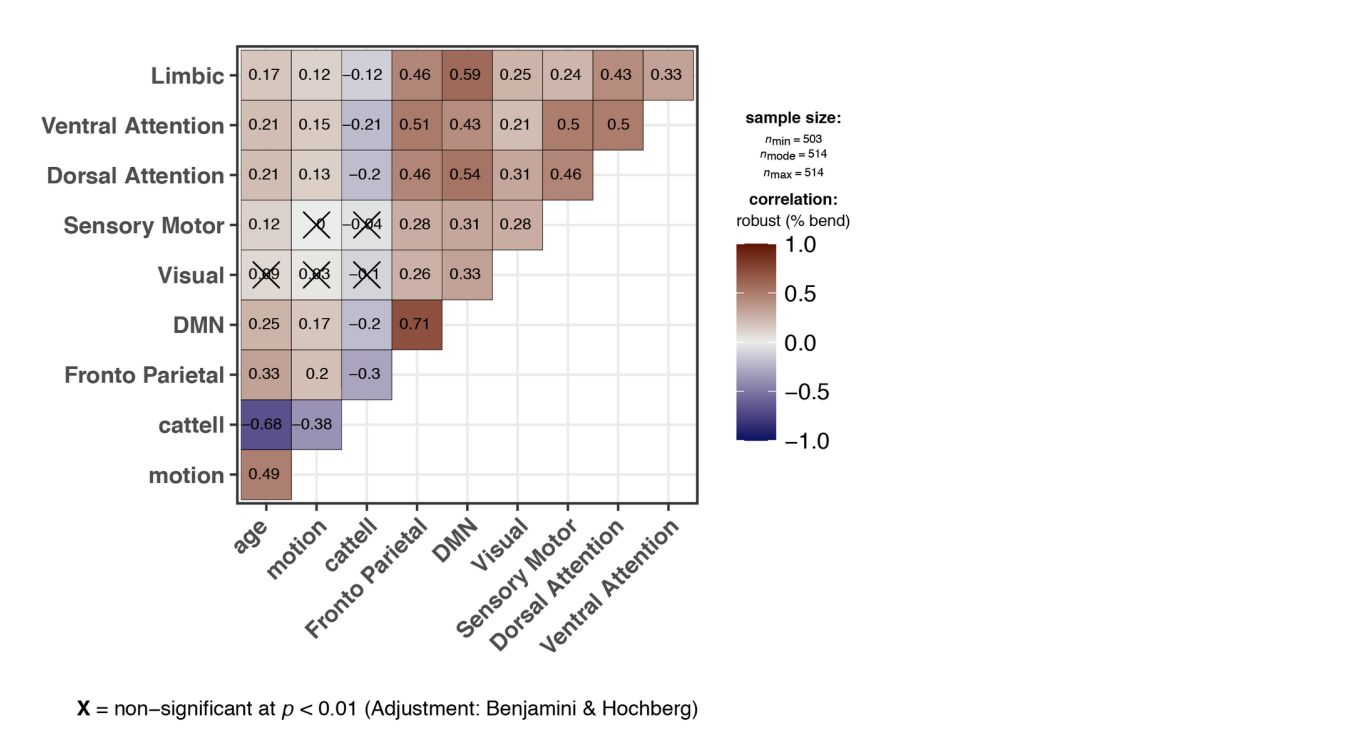 Limbic 0.17 0.12 −0.12 0.46 0.59 0.25 0.24 0.43 0.33
Ventral Attention 0.21 0.15 −0.21 0.51 0.43 0.21 0.5 0.5
Dorsal Attention 0.21 0.13 −0.2 0.46 0.54 0.31 0.46
Sensory Motor 0.12 0 −0.04 0.28 0.31 0.28
Visual 0.09 0.03 −0.1 0.26 0.33
DMN 0.25 0.17 −0.2 0.71
Fronto Parietal 0.33 0.2 −0.3
cattell −0.68 −0.38
motion 0.49
age
motion
cattell
Fronto Parietal
DMN
Visual
Sensory Motor
Dorsal Attention
Ventral Attention
sample size:
nmin = 503
nmode = 514
nmax = 514
correlation:
robust (% bend)
1.0
0.5
0.0
−0.5
−1.0
X = non−significant at p < 0.01 (Adjustment: Benjamini & Hochberg)